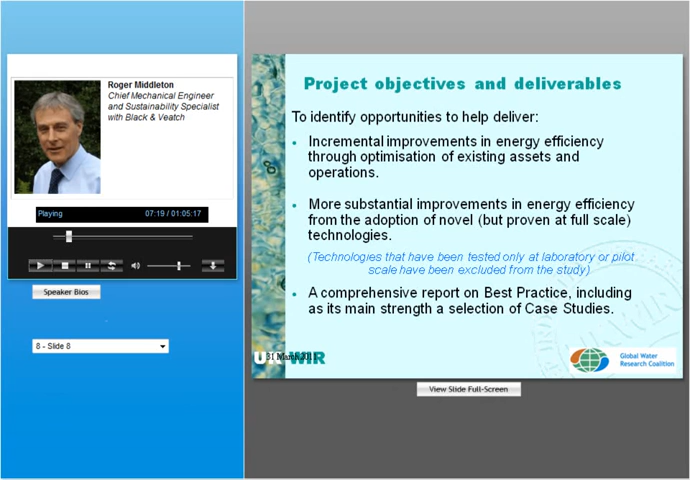 Roger Middleton
Chief Mechanical Engineer
and Sustainability Specialist
with Black & Veatch
Playing 07:19 / 01:05:17
Speaker Bios
8 - Slide 8
Project objectives and deliverables
To identify opportunities to help deliver:
• Incremental improvements in energy efficiency
through optimisation of existing assets and
operations.
• More substantial improvements in energy efficiency
from the adoption of novel (but proven at full scale)
technologies.
(Technologies that have been tested only at laboratory or pilot
scale have been excluded from the study)
• A comprehensive report on Best Practice, including
as its main strength a selection of Case Studies.
31 March
WIR
Global Water
Research Coalition
View Slide Full-Screen